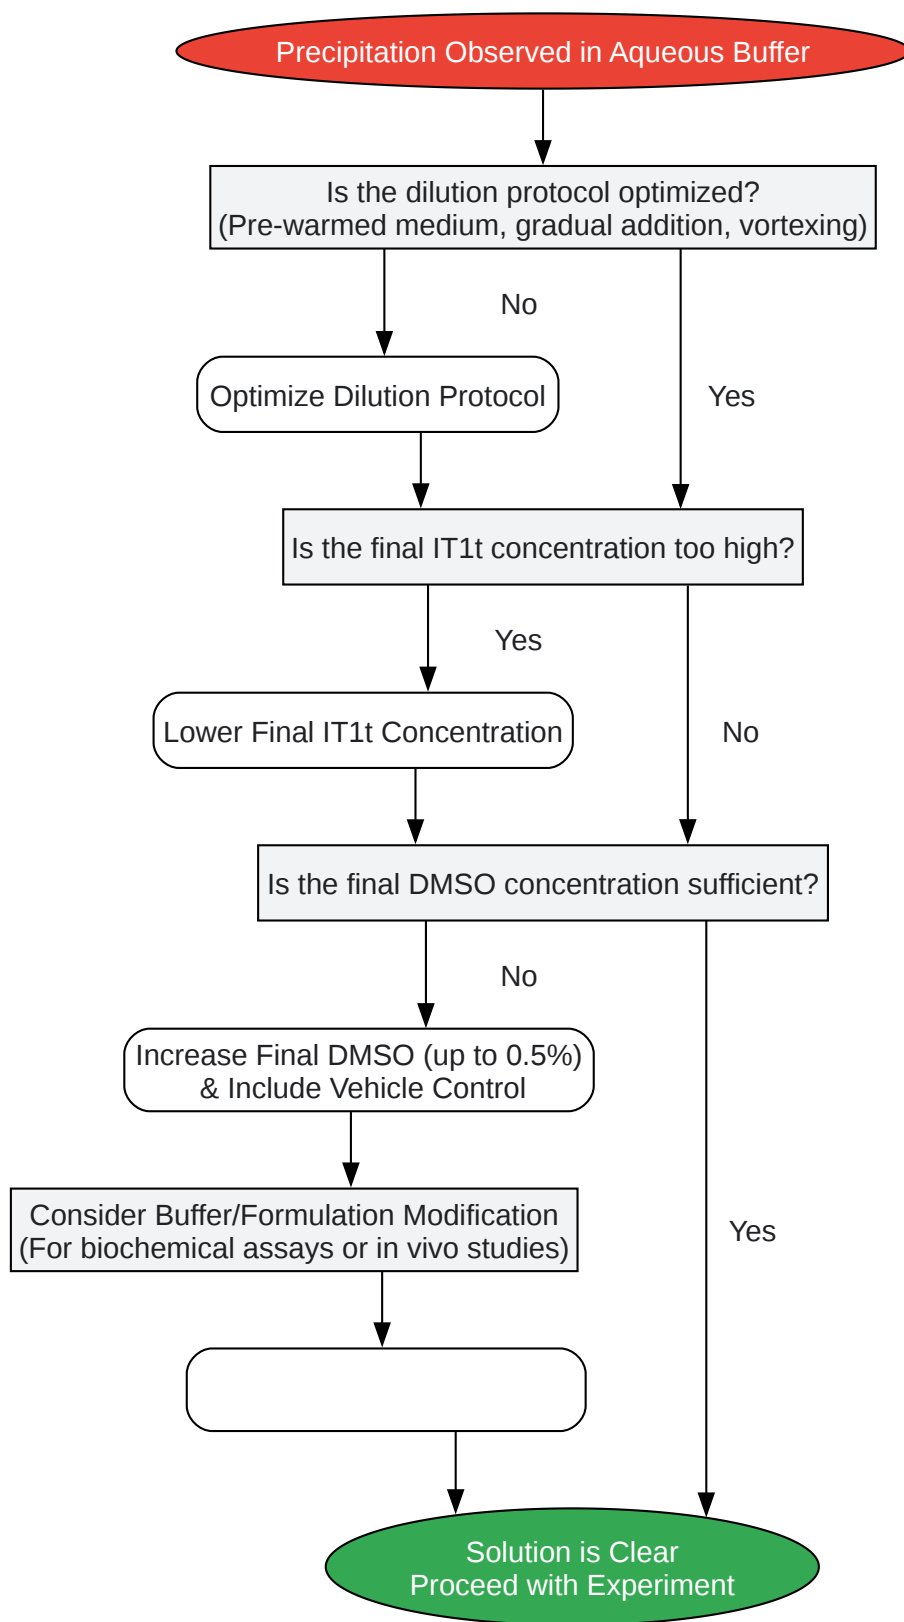 Precipitation Observed in Aqueous Buffer
Is the dilution protocol optimized?
(Pre-warmed medium, gradual addition, vortexing)
No
Optimize Dilution Protocol
Yes
Is the final IT1t concentration too high?
Yes
Lower Final IT1t Concentration
No
Is the final DMSO concentration sufficient?
No
Increase Final DMSO (up to 0.5%)
& Include Vehicle Control
Consider Buffer/Formulation Modification
(For biochemical assays or in vivo studies)
Yes
Solution is Clear
Proceed with Experiment